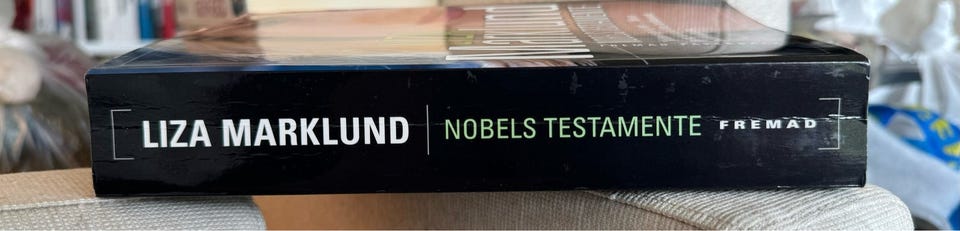 LIZA MARKLUND
NOBELS TESTAMENTE
FREMAD